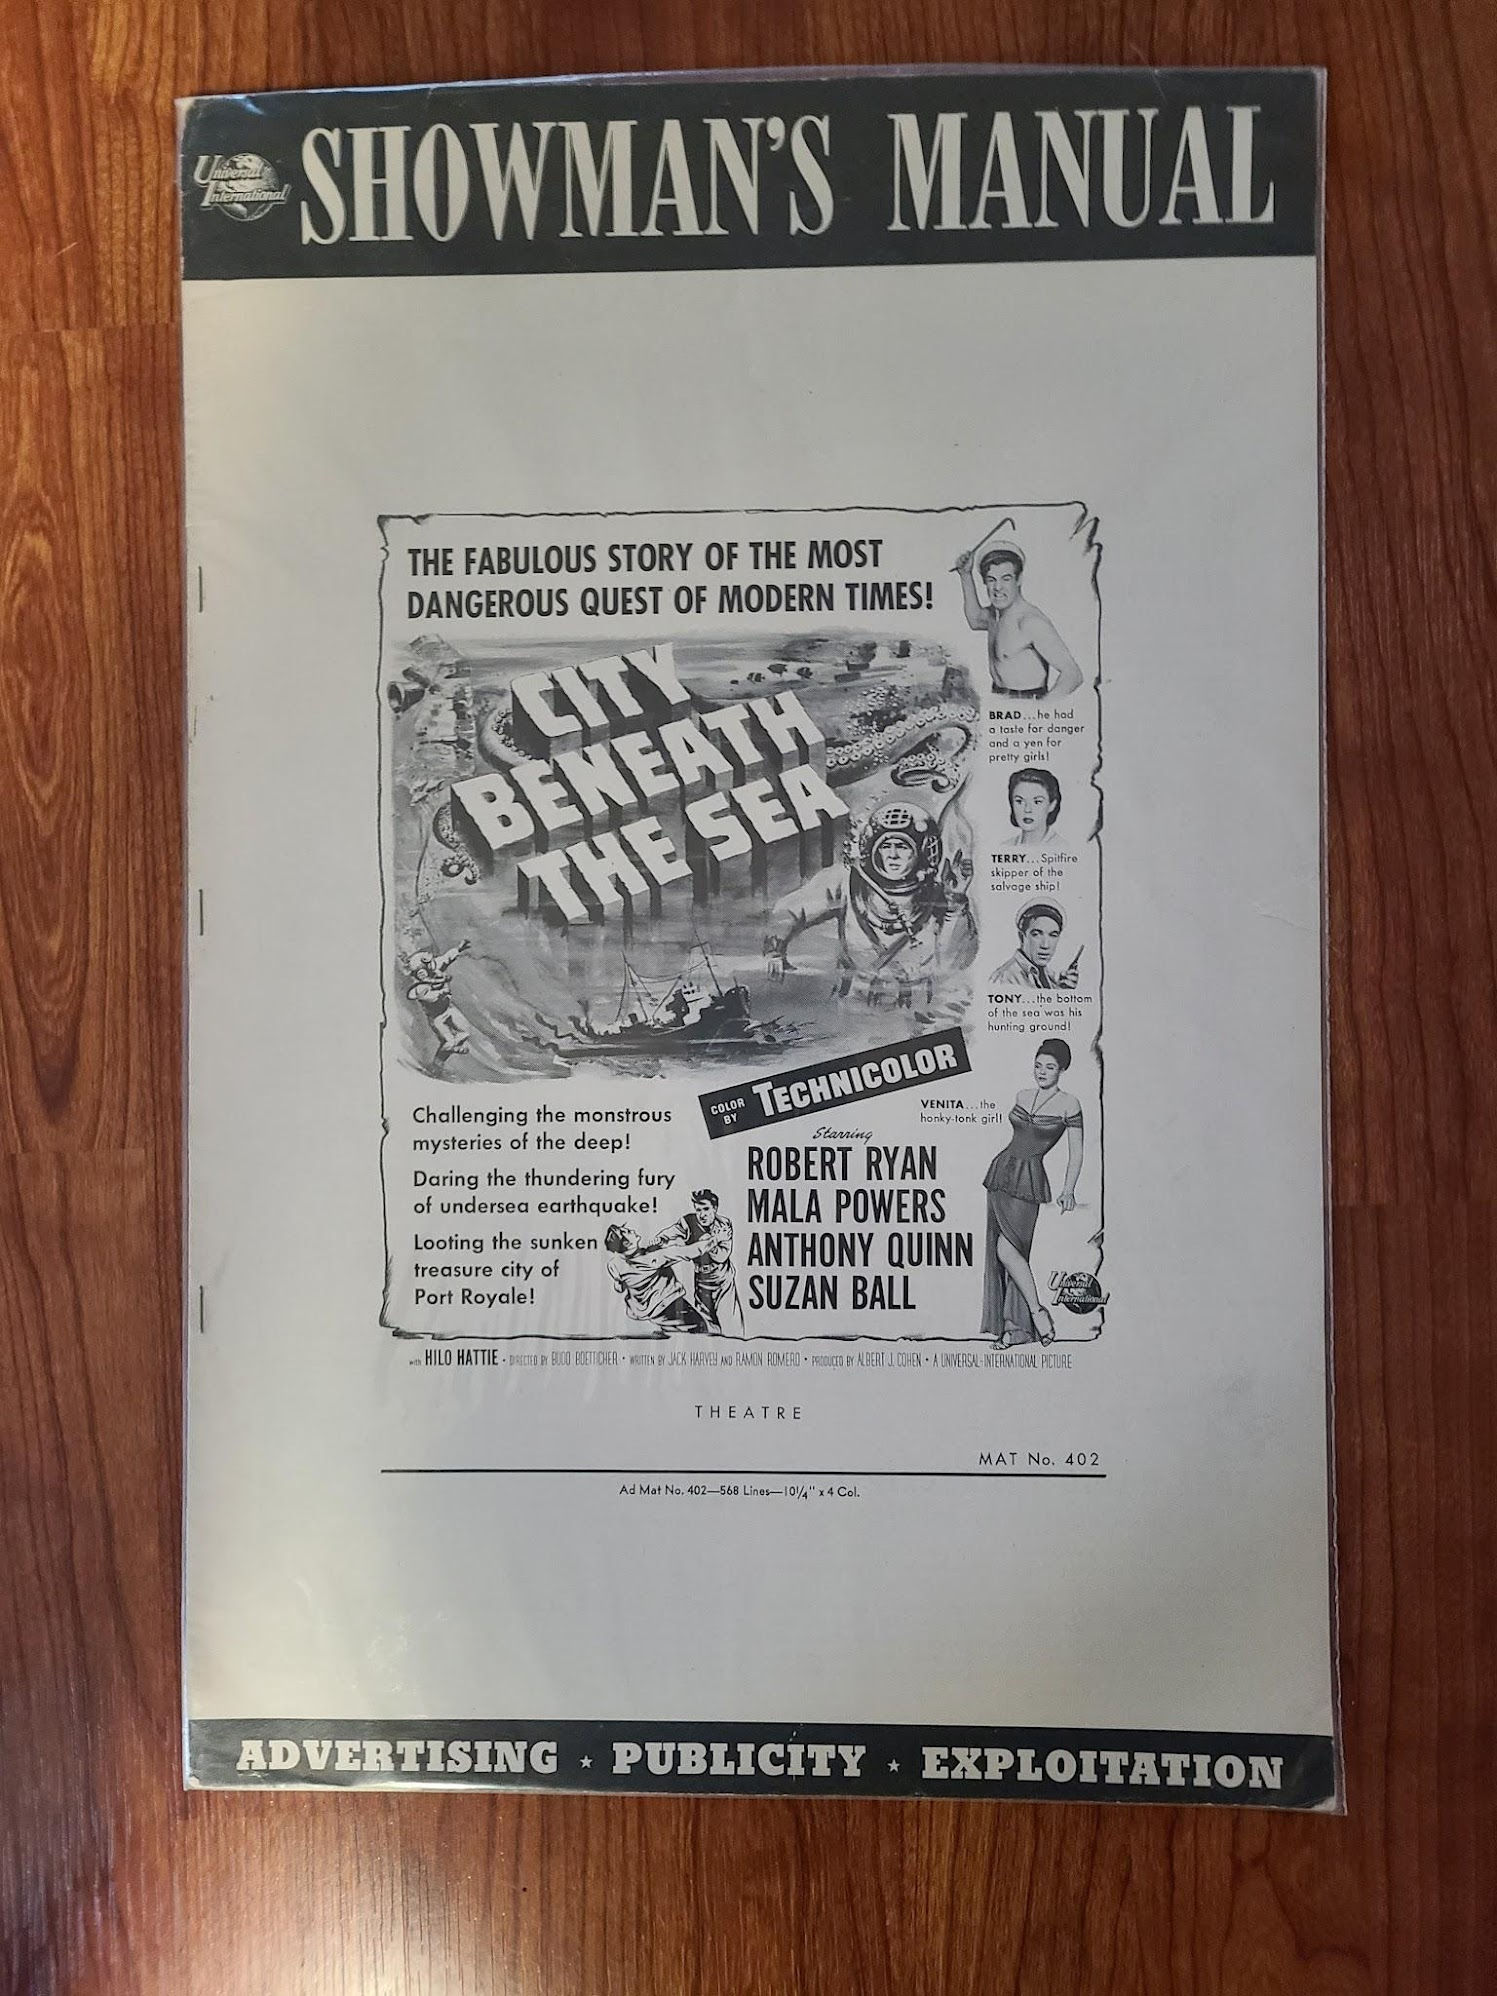 Universal International
SHOWMAN'S MANUAL
THE FABULOUS STORY OF THE MOST
DANGEROUS QUEST OF MODERN TIMES!
CITY
BENEATH
THE SEA
BRAD...he had
a taste for danger
and a yen for
pretty girls!
TERRY...Spitfire
skipper of the
salvage ship!
TONY...the bottom
of the sea was his
hunting ground!
VENITA...the
honky-tonk girl!
COLOR BY TECHNICOLOR
Challenging the monstrous
mysteries of the deep!
Daring the thundering fury
of undersea earthquake!
Looting the sunken
treasure city of
Port Royale!
Starring
ROBERT RYAN
MALA POWERS
ANTHONY QUINN
SUZAN BALL
Universal International
with HILO HATTIE • DIRECTED BY BUDD BOETTICHER • WRITTEN BY JACK HARVEY AND RAMON ROMERO • PRODUCED BY ALBERT J. COHEN • A UNIVERSAL-INTERNATIONAL PICTURE
THEATRE
MAT No. 402
Ad Mat No. 402—568 Lines—10¼" x 4 Col.
ADVERTISING ★ PUBLICITY ★ EXPLOITATION